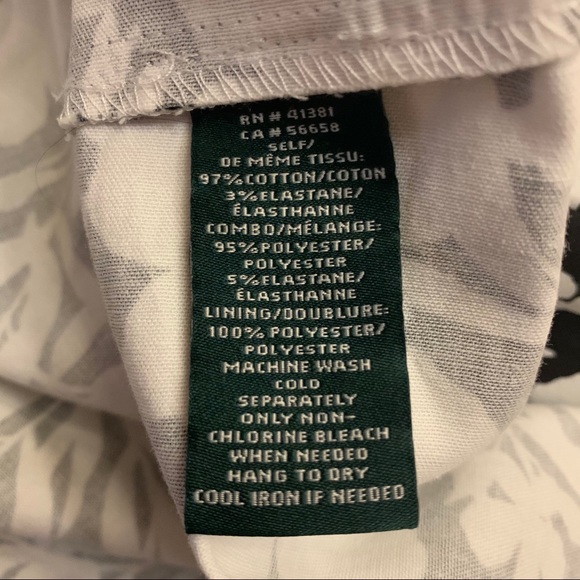 RN # 41381
CA # 56658
SELF/
DE MÊME TISSU:
97% COTTON/COTON
3% ELASTANE/
ÉLASTHANNE
COMBO/MÉLANGE:
95% POLYESTER/
POLYESTER
5% ELASTANE/
ÉLASTHANNE
LINING/DOUBLURE:
100% POLYESTER/
POLYESTER
MACHINE WASH
COLD
SEPARATELY
ONLY NON-
CHLORINE BLEACH
WHEN NEEDED
HANG TO DRY
COOL IRON IF NEEDED